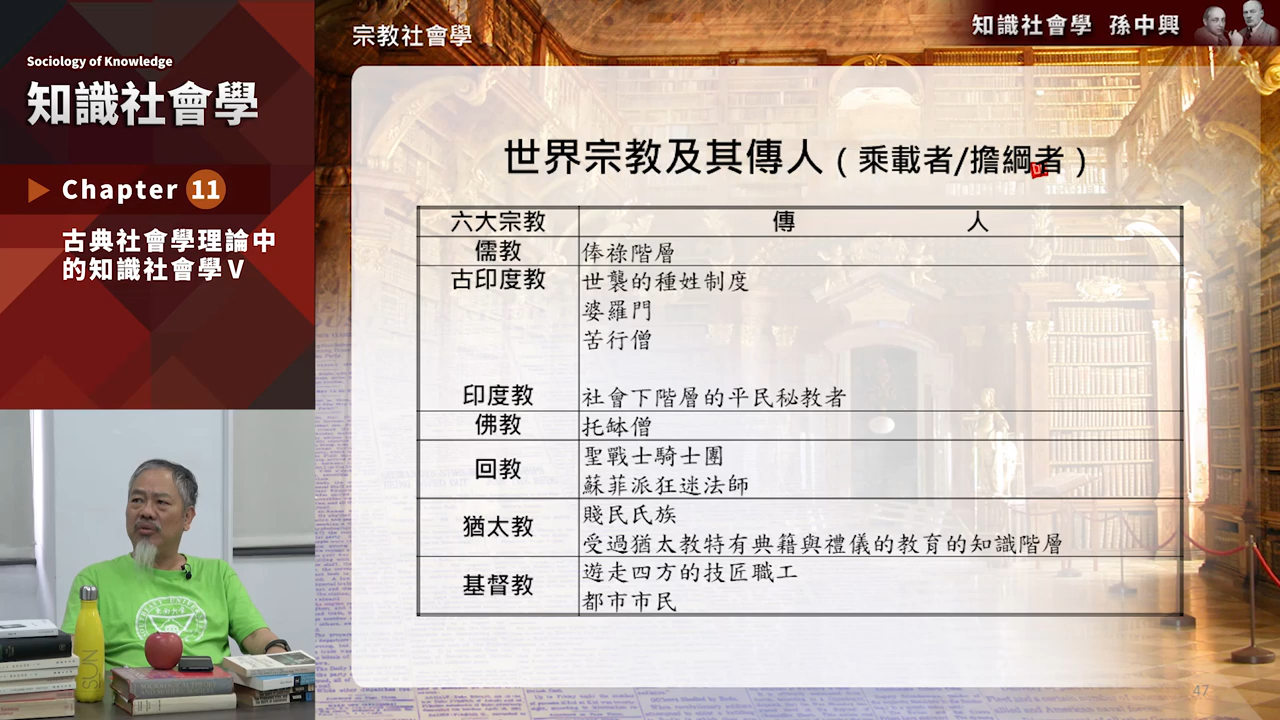 Sociology of Knowledge
知識社會學
Chapter 11
古典社會學理論中
的知識社會學 V
宗教社會學
知識社會學 孫中興
世界宗教及其傳人(乘載者/擔綱者)
六大宗教 傳 人
儒教 俸祿階層
古印度教 世襲的種姓制度
婆羅門
苦行僧
印度教 社會下階層的平民秘教者
佛教 托缽僧
回教 聖戰士騎士團
蘇菲派狂迷法師
猶太教 賤民民族
受過猶太教特有典籍與禮儀的教育的知識階層
基督教 遊走四方的技匠職工
都市市民
47
SUN